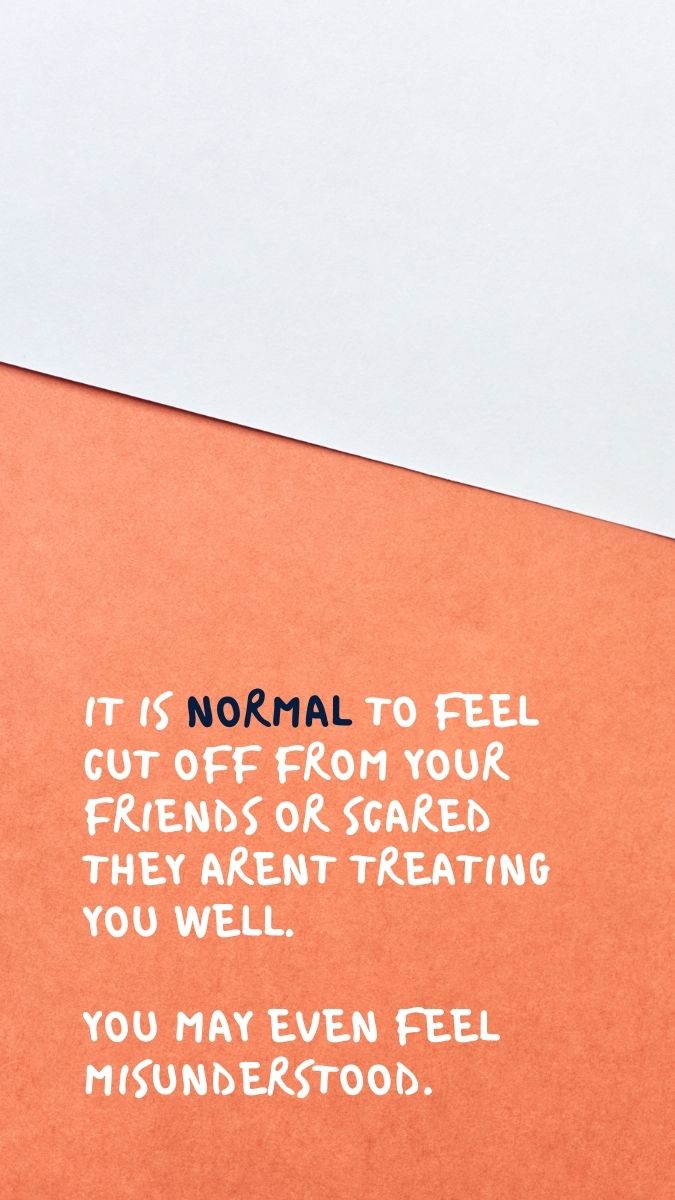 IT IS NORMAL TO FEEL
CUT OFF FROM YOUR
FRIENDS OR SCARED
THEY ARENT TREATING
YOU WELL.
YOU MAY EVEN FEEL
MISUNDERSTOOD.